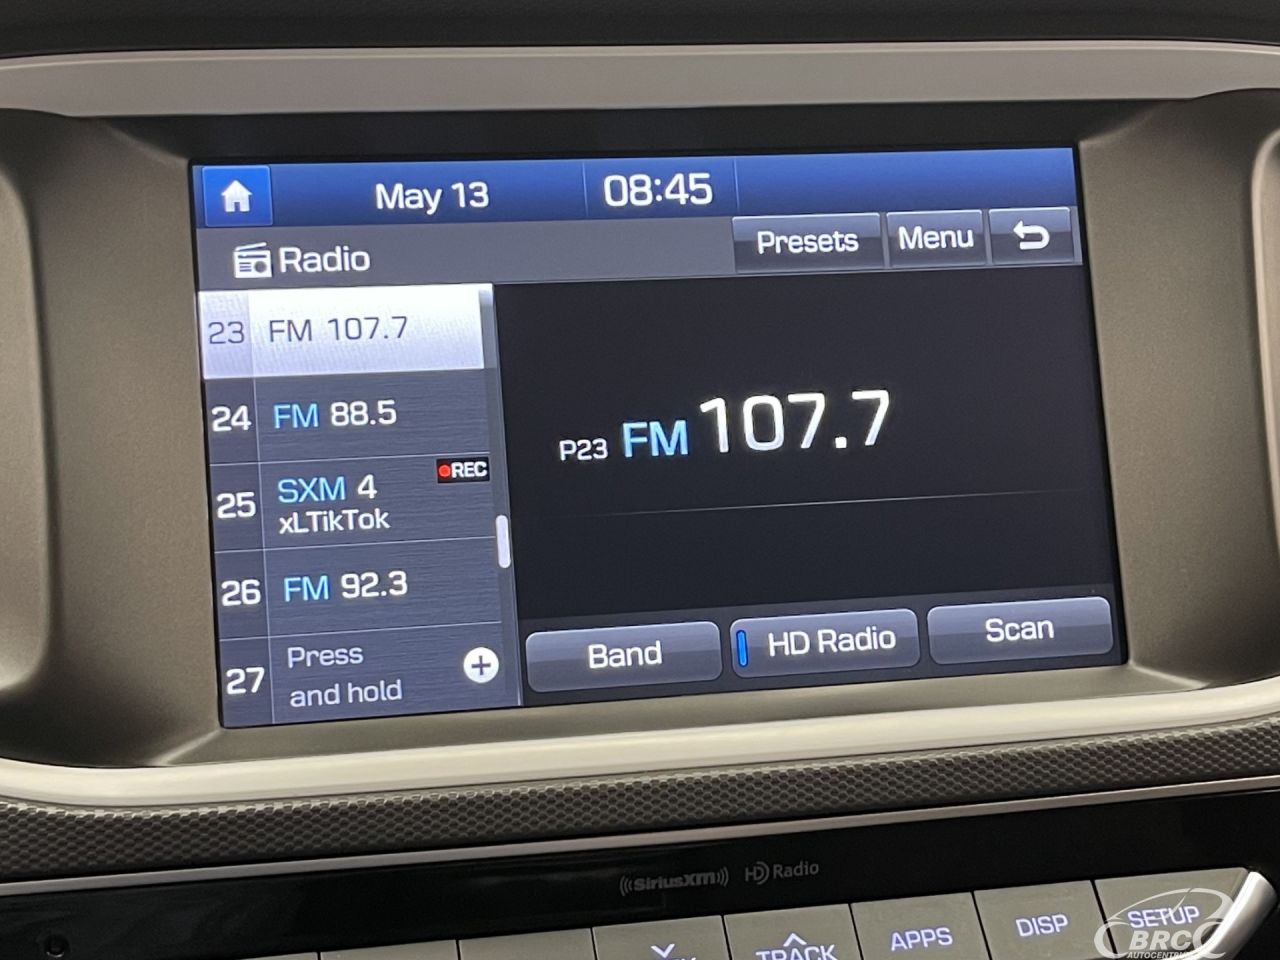 May 13
08:45
Radio
Presets
Menu
23 FM 107.7
24 FM 88.5
25 SXM 4
REC
xLTikTok
26 FM 92.3
27 Press
and hold
P23 FM 107.7
Band
HD Radio
Scan
SiriusXM HD Radio
TRACK
APPS
DISP
SETUP
BRC
AUTOCENTRAS